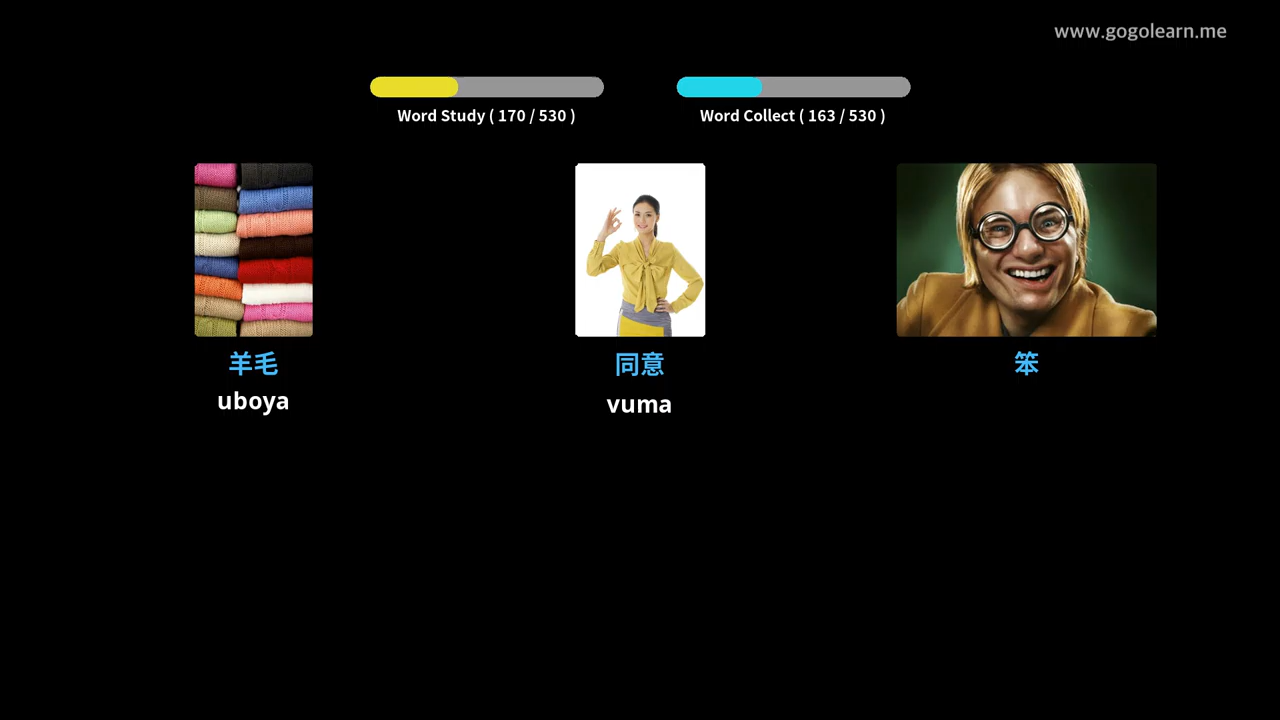 www.gogolearn.me
Word Study ( 170 / 530 )
Word Collect ( 163 / 530 )
羊毛
同意
笨
uboya
vuma